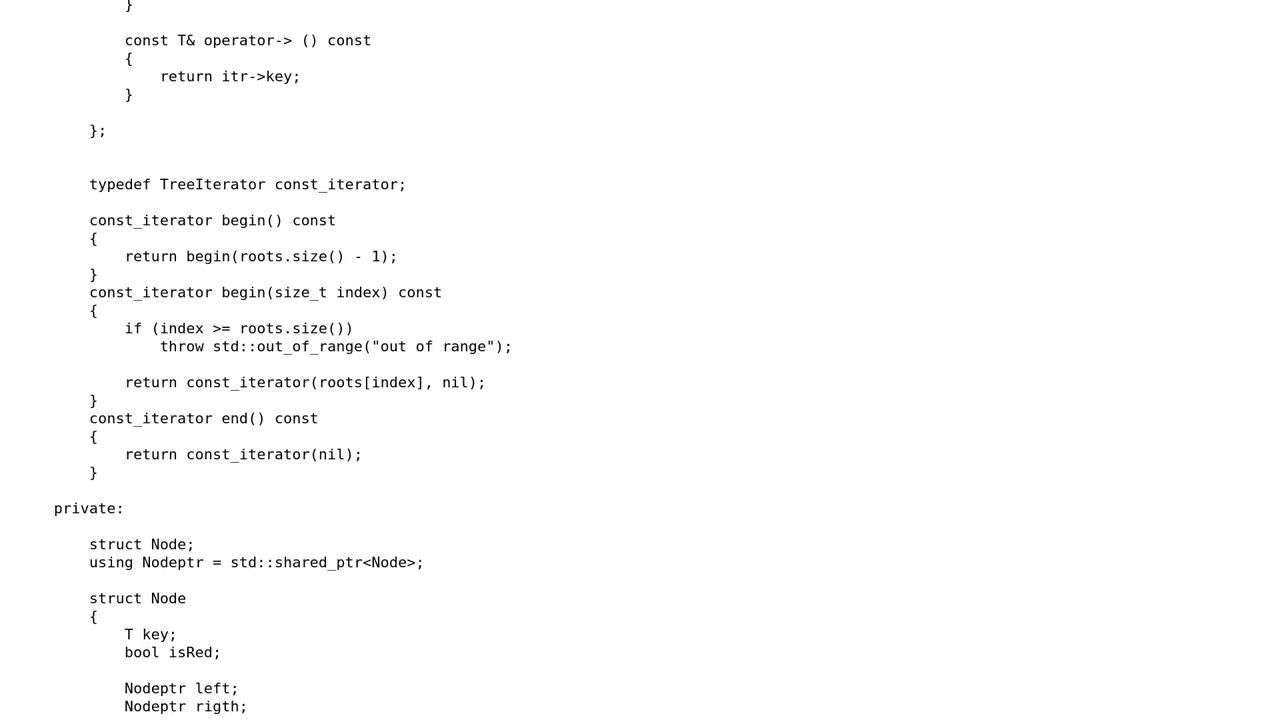 }
const T& operator-> () const
{
return itr->key;
}
};
typedef TreeIterator const_iterator;
const_iterator begin() const
{
return begin(roots.size() - 1);
}
const_iterator begin(size_t index) const
{
if (index >= roots.size())
throw std::out_of_range("out of range");
return const_iterator(roots[index], nil);
}
const_iterator end() const
{
return const_iterator(nil);
}
private:
struct Node;
using Nodeptr = std::shared_ptr<Node>;
struct Node
{
T key;
bool isRed;
Nodeptr left;
Nodeptr rigth;